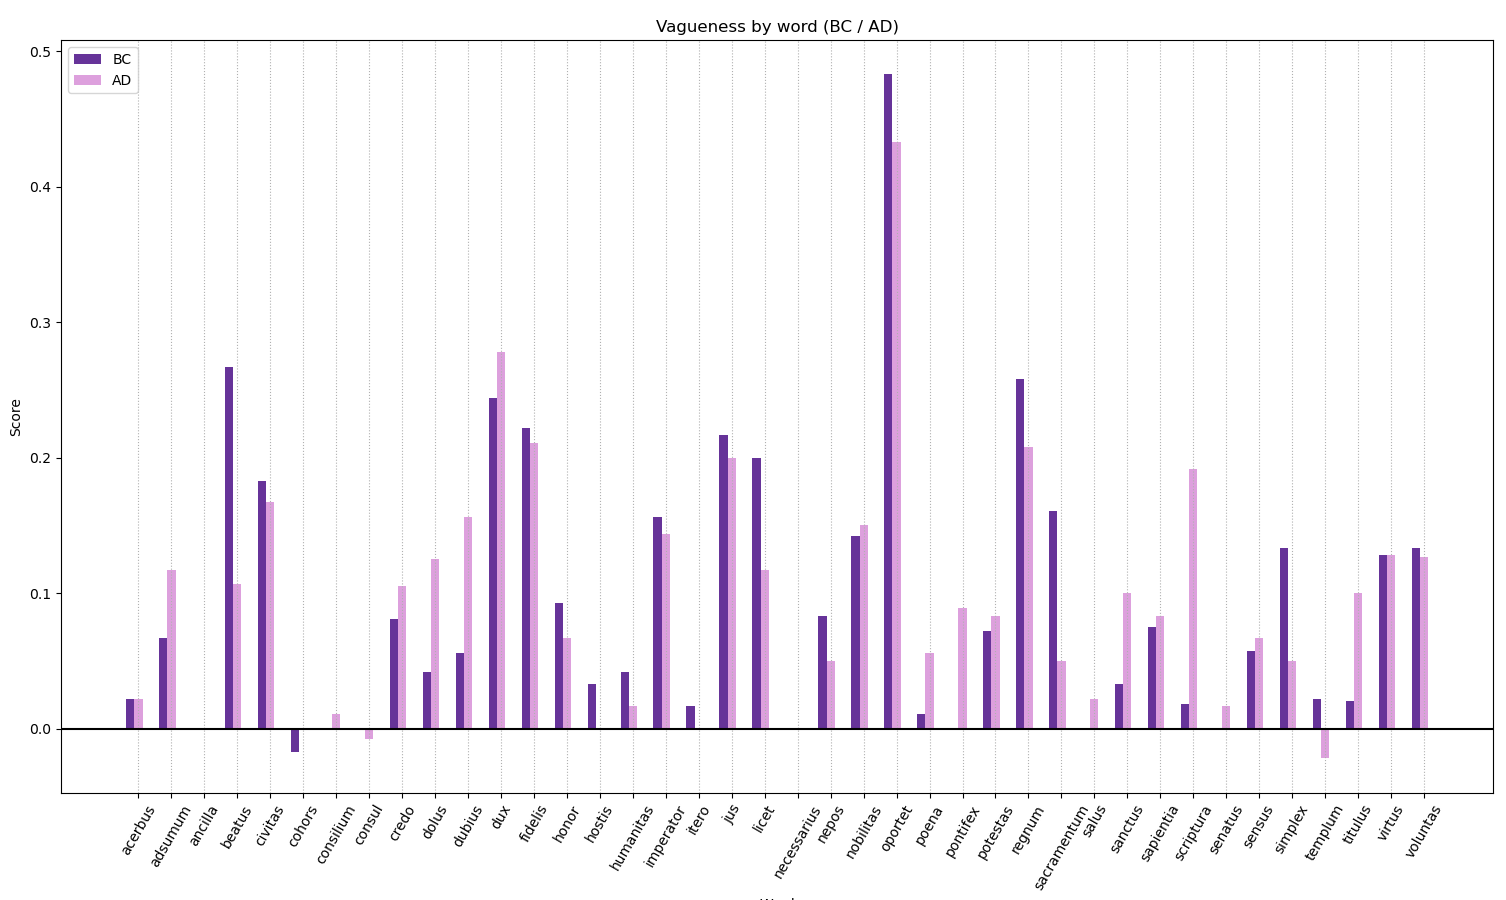 Vagueness by word (BC / AD)
BC
AD
0.5
0.4
0.3
0.2
0.1
0.0
Score
acerbus
adsumum
ancilla
beatus
civitas
cohors
consilium
consul
credo
dolus
dubius
dux
fidelis
honor
hostis
humanitas
imperator
itero
jus
licet
necessarius
nepos
nobilitas
oportet
poena
pontifex
potestas
regnum
sacramentum
salus
sanctus
sapientia
scriptura
senatus
sensus
simplex
templum
titulus
virtus
voluntas